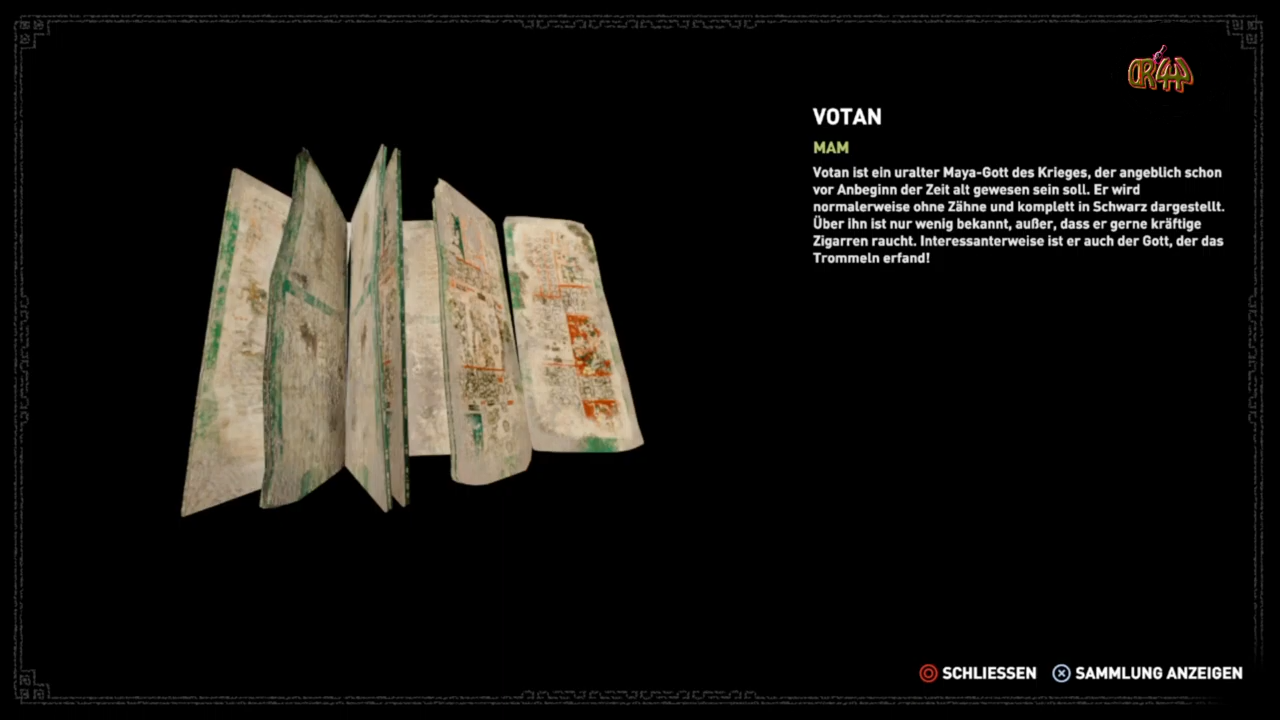 VOTAN
MAM
Votan ist ein uralter Maya-Gott des Krieges, der angeblich schon
vor Anbeginn der Zeit alt gewesen sein soll. Er wird
normalerweise ohne Zähne und komplett in Schwarz dargestellt.
Über ihn ist nur wenig bekannt, außer, dass er gerne kräftige
Zigarren raucht. Interessanterweise ist er auch der Gott, der das
Trommeln erfand!
SCHLIESSEN
SAMMLUNG ANZEIGEN